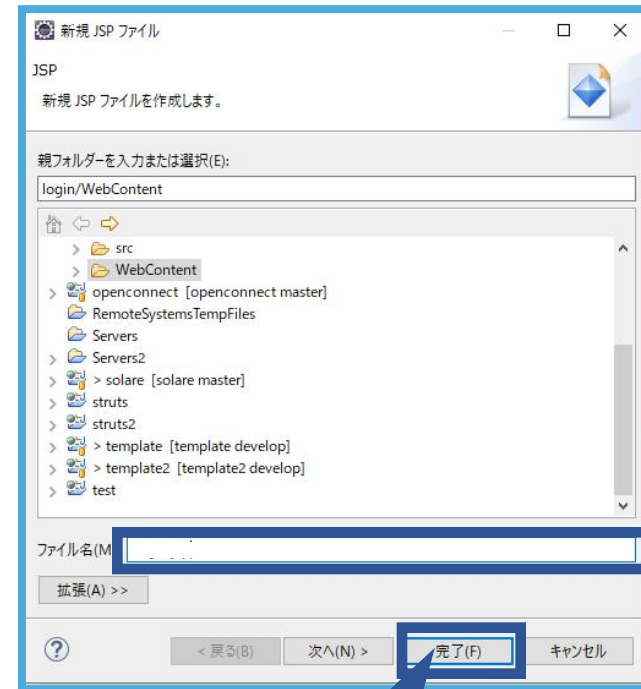 新規 JSP ファイル
JSP
新規 JSP ファイルを作成します。
親フォルダーを入力または選択(E):
login/WebContent
src
WebContent
openconnect [openconnect master]
RemoteSystemsTempFiles
Servers
Servers2
> solare [solare master]
struts
struts2
> template [template develop]
> template2 [template2 develop]
test
ファイル名(M
拡張(A) >>
< 戻る(B) 次へ(N) > 完了(F) キャンセル